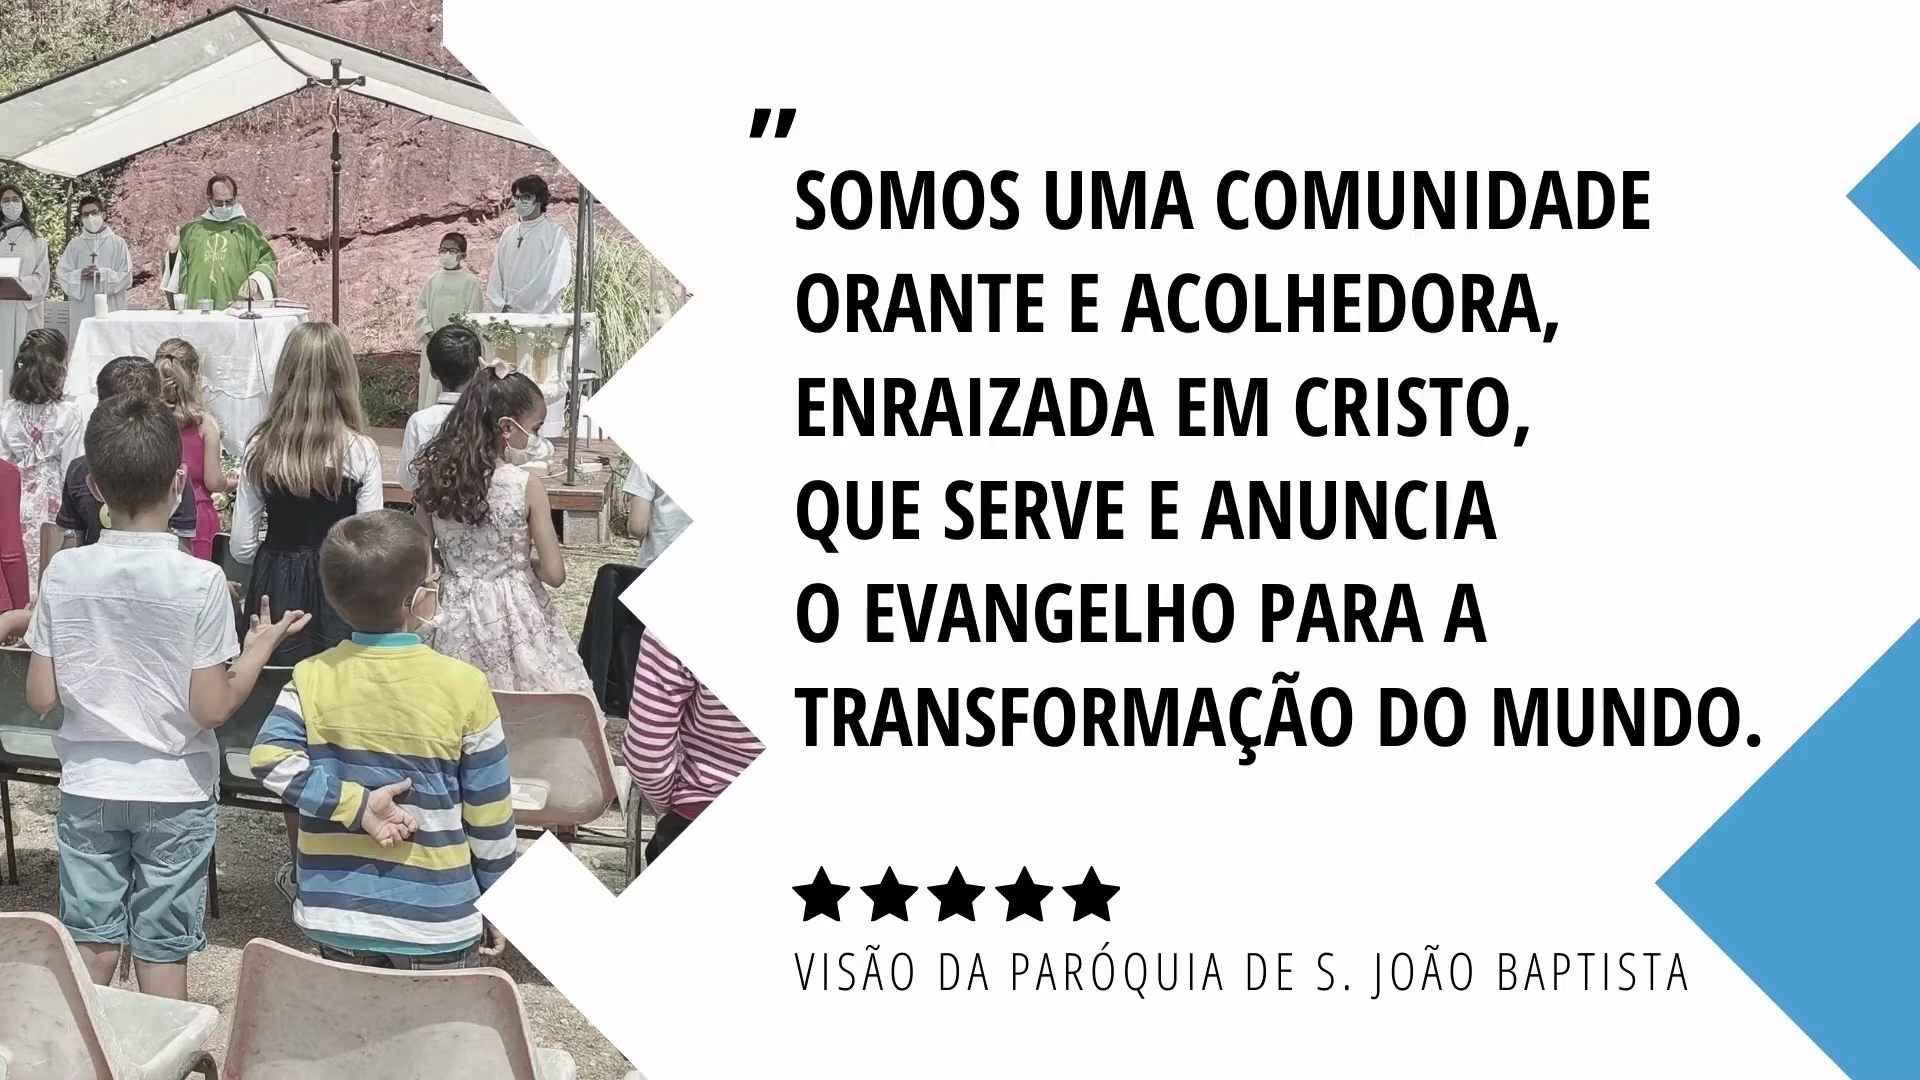 "
SOMOS UMA COMUNIDADE
ORANTE E ACOLHEDORA,
ENRAIZADA EM CRISTO,
QUE SERVE E ANUNCIA
O EVANGELHO PARA A
TRANSFORMAÇÃO DO MUNDO.
VISÃO DA PARÓQUIA DE S. JOÃO BAPTISTA